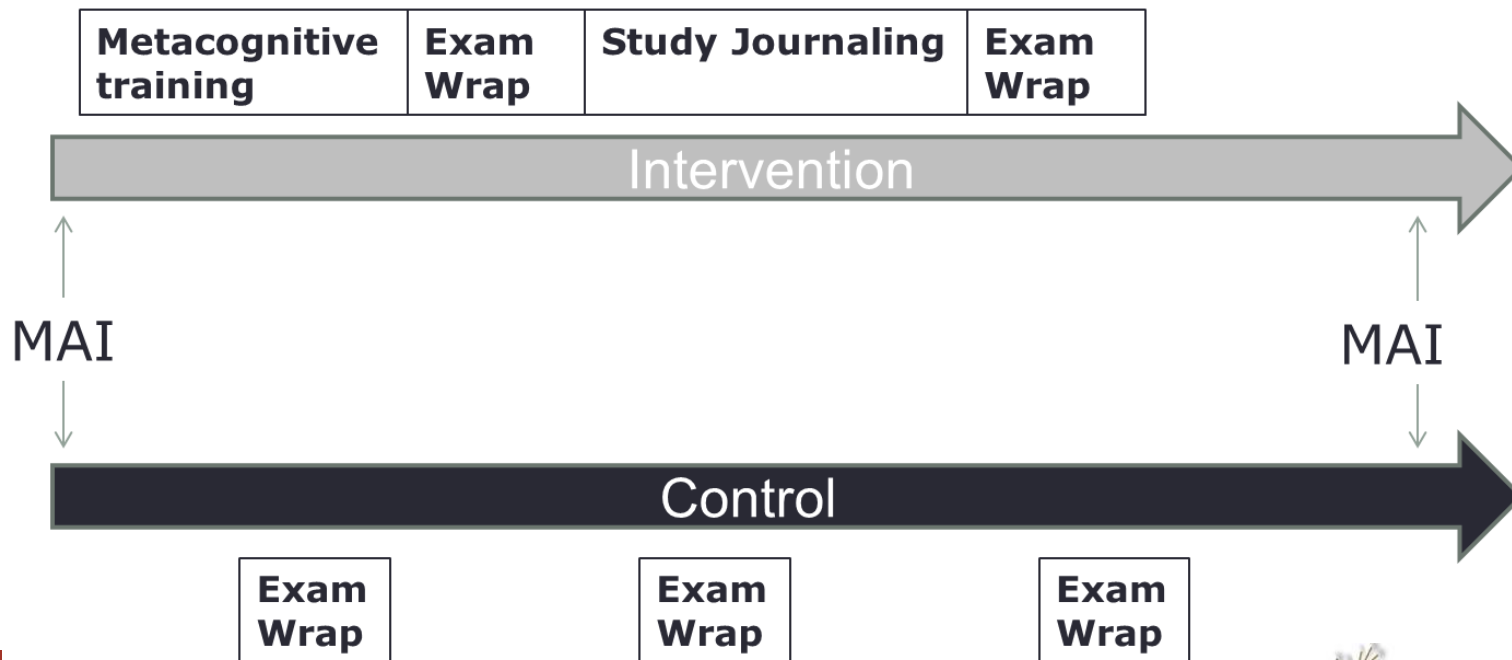 Metacognitive
training
Exam
Wrap
Study Journaling
Exam
Wrap
Intervention
MAI
MAI
Control
Exam
Wrap
Exam
Wrap
Exam
Wrap